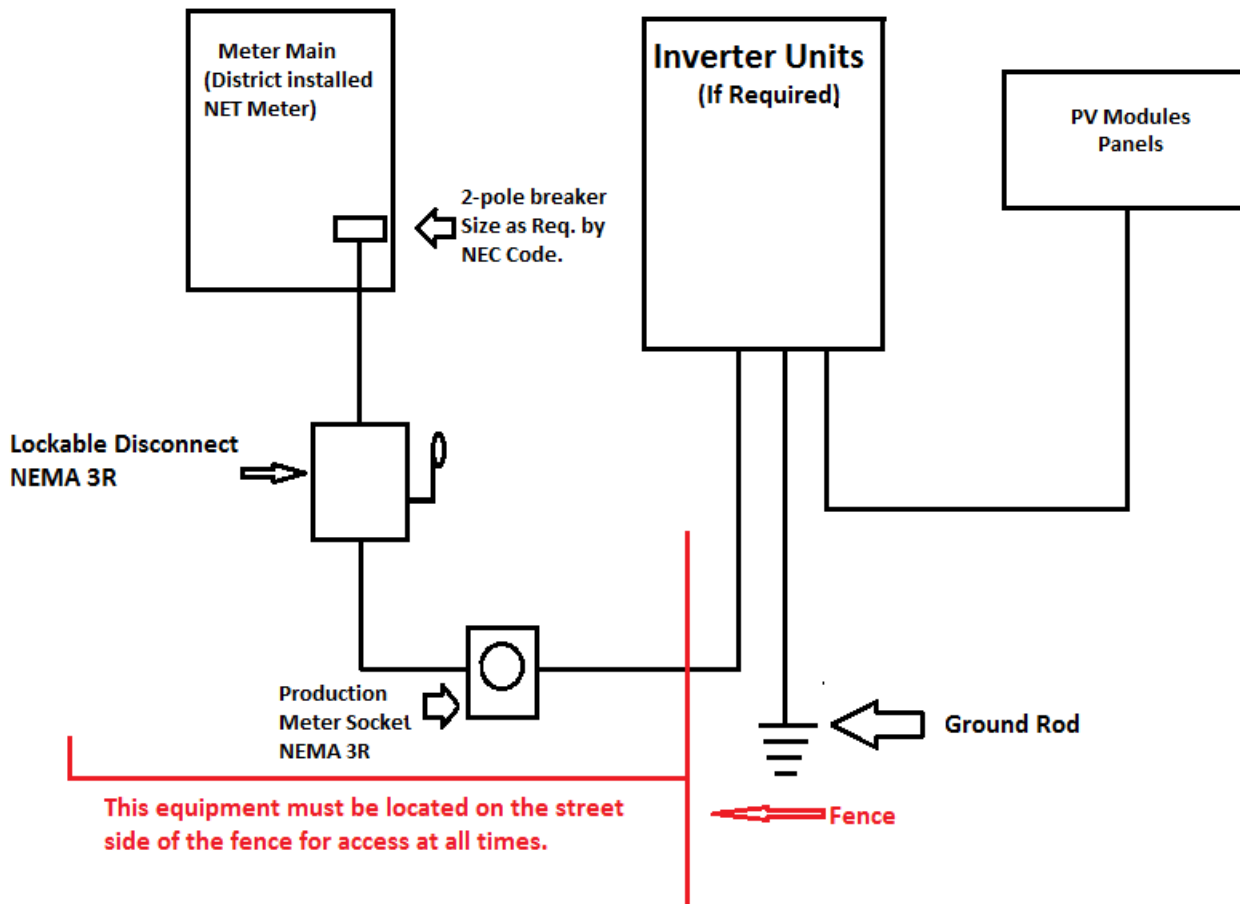 Meter Main
(District installed
NET Meter)
Inverter Units
(If Required)
PV Modules
Panels
2-pole breaker
Size as Req. by
NEC Code.
Lockable Disconnect
NEMA 3R
Production
Meter Socket
NEMA 3R
Ground Rod
This equipment must be located on the street
side of the fence for access at all times.
Fence